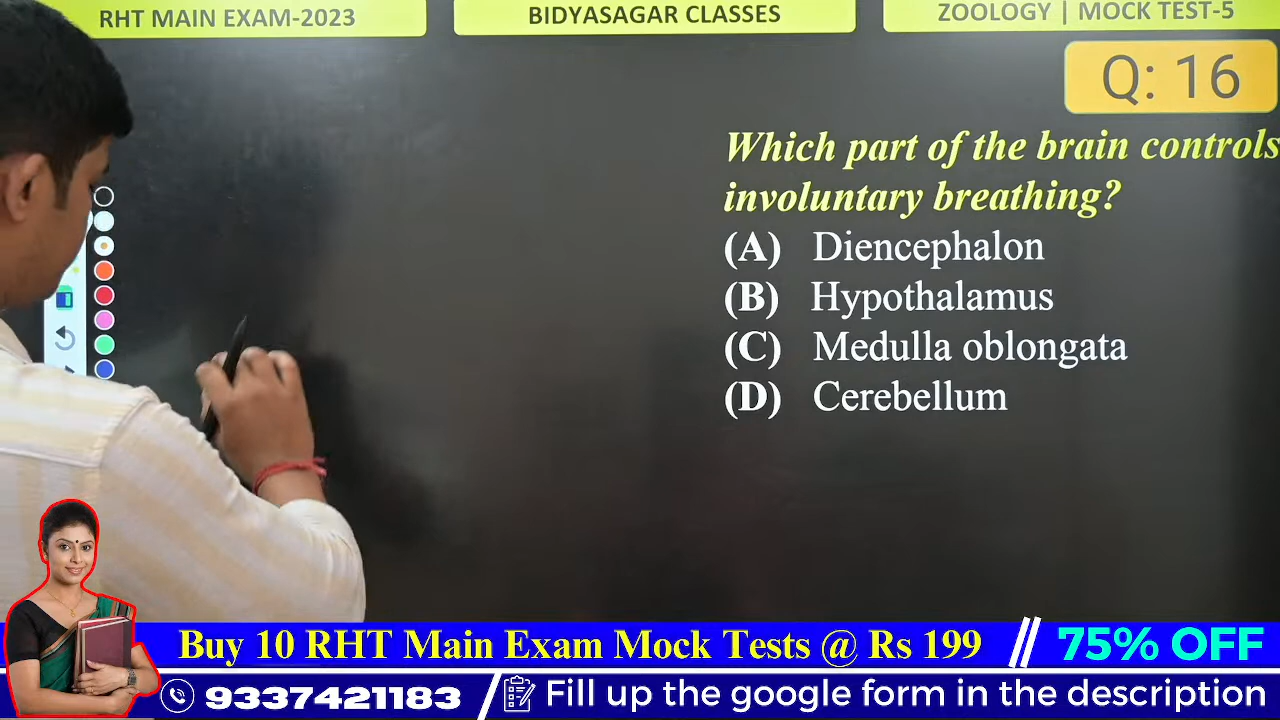 RHT MAIN EXAM-2023
BIDYASAGAR CLASSES
ZOOLOGY | MOCK TEST-5
Q: 16
Which part of the brain controls
involuntary breathing?
(A) Diencephalon
(B) Hypothalamus
(C) Medulla oblongata
(D) Cerebellum
Buy 10 RHT Main Exam Mock Tests @ Rs 199 // 75% OFF
9337421183 / Fill up the google form in the description